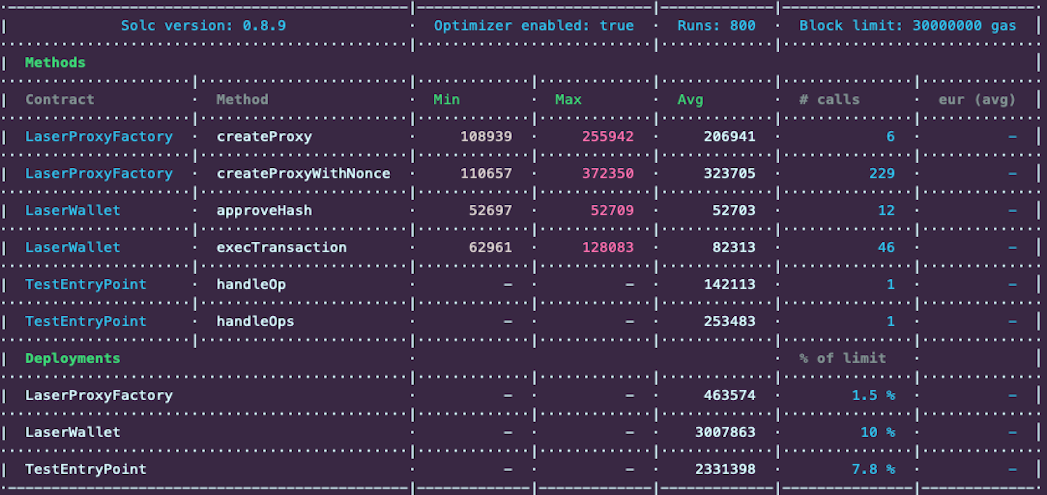 Solc version: 0.8.9 Optimizer enabled: true Runs: 800 Block limit: 30000000 gas
Methods
Contract Method Min Max Avg # calls eur (avg)
LaserProxyFactory createProxy 108939 255942 206941 6 -
LaserProxyFactory createProxyWithNonce 110657 372350 323705 229 -
LaserWallet approveHash 52697 52709 52703 12 -
LaserWallet execTransaction 62961 128083 82313 46 -
TestEntryPoint handleOp - - 142113 1 -
TestEntryPoint handleOps - - 253483 1 -
Deployments % of limit
LaserProxyFactory - - 463574 1.5 % -
LaserWallet - - 3007863 10 % -
TestEntryPoint - - 2331398 7.8 % -